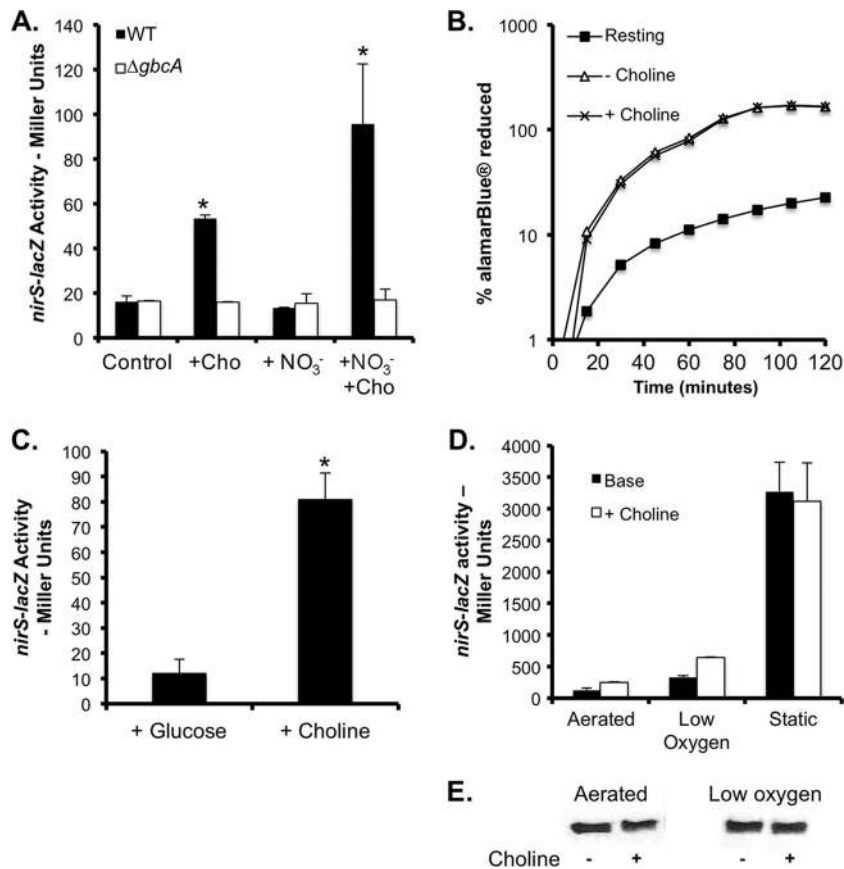 A.
WT
ΔgbcA
nirS-lacZ Activity - Miller Units
140
120
100
80
60
40
20
0
*
*
Control
+Cho
+ NO₃⁻
+NO₃⁻
+Cho
B.
Resting
- Choline
+ Choline
% alamarBlue® reduced
1000
100
10
1
20
40
60
80
100
120
Time (minutes)
C.
nirS-lacZ Activity
- Miller Units
100
90
80
70
60
50
40
30
20
10
0
*
+ Glucose
+ Choline
D.
Base
+ Choline
nirS-lacZ activity –
Miller Units
4000
3500
3000
2500
2000
1500
1000
500
0
Aerated
Low
Oxygen
Static
E.
Aerated
Low oxygen
Choline - + - +